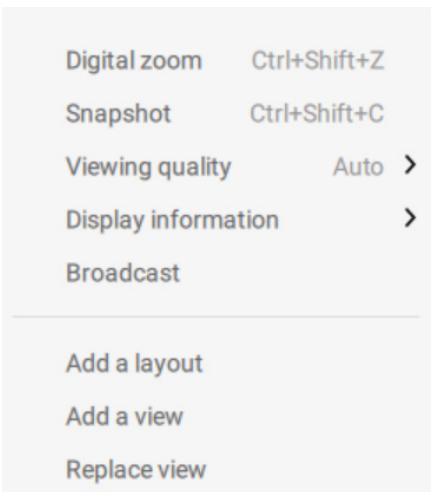 Digital zoom Ctrl+Shift+Z
Snapshot Ctrl+Shift+C
Viewing quality Auto
Display information
Broadcast
Add a layout
Add a view
Replace view